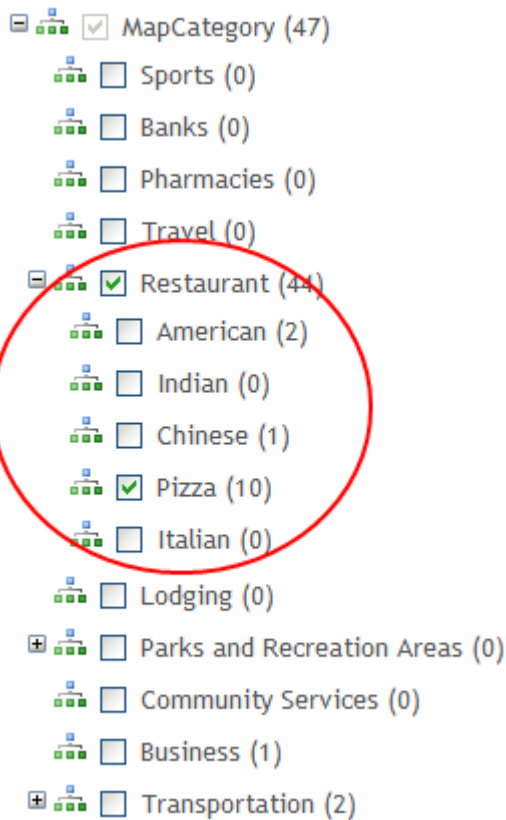 MapCategory (47)
Sports (0)
Banks (0)
Pharmacies (0)
Travel (0)
Restaurant (44)
American (2)
Indian (0)
Chinese (1)
Pizza (10)
Italian (0)
Lodging (0)
Parks and Recreation Areas (0)
Community Services (0)
Business (1)
Transportation (2)